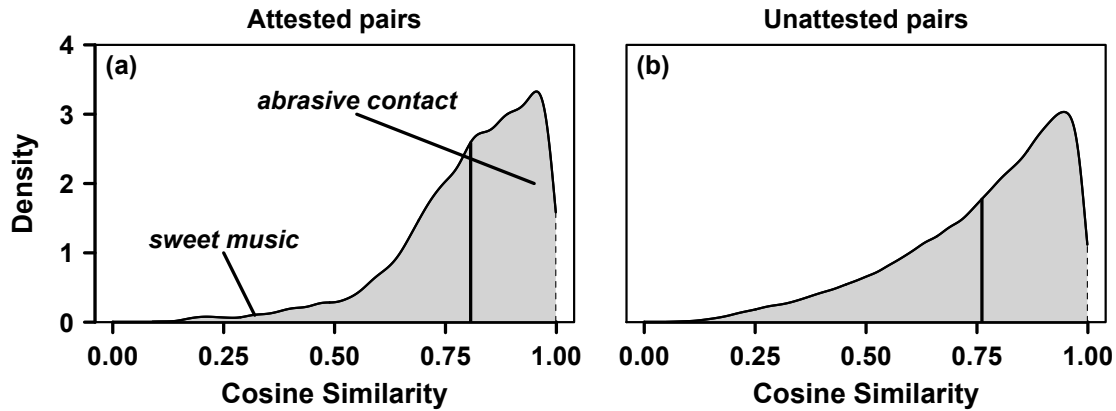 Attested pairs
Unattested pairs
Density
4
3
2
1
0
(a)
abrasive contact
sweet music
0.00 0.25 0.50 0.75 1.00
Cosine Similarity
(b)
0.00 0.25 0.50 0.75 1.00
Cosine Similarity